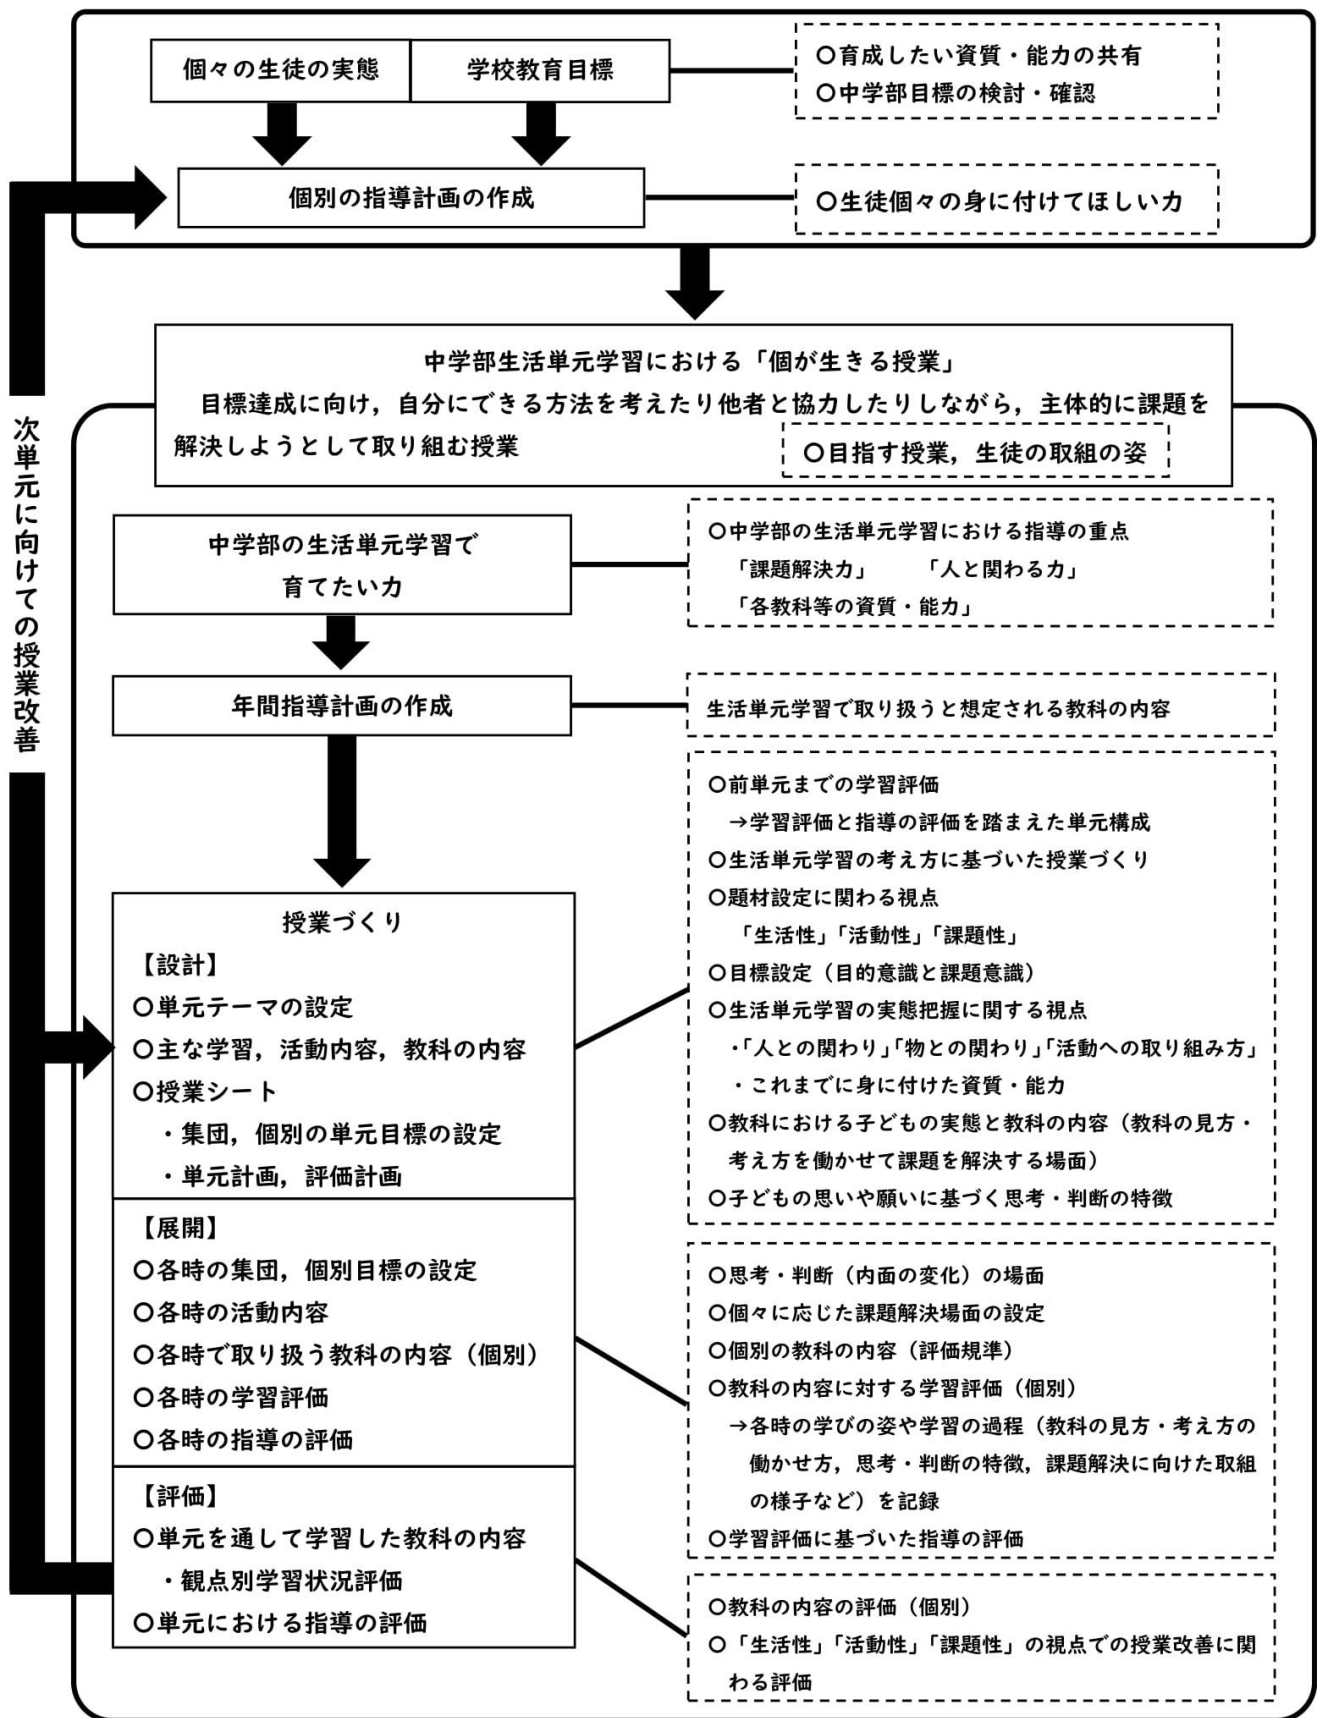 個々の生徒の実態
学校教育目標
○育成したい資質・能力の共有
○中学部目標の検討・確認
個別の指導計画の作成
○生徒個々の身に付けてほしい力
中学部生活単元学習における「個が生きる授業」
目標達成に向け，自分にできる方法を考えたり他者と協力したりしながら，主体的に課題を
解決しようとして取り組む授業
○目指す授業，生徒の取組の姿
次単元に向けての授業改善
中学部の生活単元学習で
育てたい力
○中学部の生活単元学習における指導の重点
「課題解決力」　「人と関わる力」
「各教科等の資質・能力」
年間指導計画の作成
生活単元学習で取り扱うと想定される教科の内容
授業づくり
【設計】
○単元テーマの設定
○主な学習，活動内容，教科の内容
○授業シート
・集団，個別の単元目標の設定
・単元計画，評価計画
○前単元までの学習評価
→学習評価と指導の評価を踏まえた単元構成
○生活単元学習の考え方に基づいた授業づくり
○題材設定に関わる視点
「生活性」「活動性」「課題性」
○目標設定（目的意識と課題意識）
○生活単元学習の実態把握に関する視点
・「人との関わり」「物との関わり」「活動への取り組み方」
・これまでに身に付けた資質・能力
○教科における子どもの実態と教科の内容（教科の見方・
考え方を働かせて課題を解決する場面）
○子どもの思いや願いに基づく思考・判断の特徴
【展開】
○各時の集団，個別目標の設定
○各時の活動内容
○各時で取り扱う教科の内容（個別）
○各時の学習評価
○各時の指導の評価
○思考・判断（内面の変化）の場面
○個々に応じた課題解決場面の設定
○個別の教科の内容（評価規準）
○教科の内容に対する学習評価（個別）
→各時の学びの姿や学習の過程（教科の見方・考え方の
働かせ方，思考・判断の特徴，課題解決に向けた取組
の様子など）を記録
○学習評価に基づいた指導の評価
【評価】
○単元を通して学習した教科の内容
・観点別学習状況評価
○単元における指導の評価
○教科の内容の評価（個別）
○「生活性」「活動性」「課題性」の視点での授業改善に関
わる評価